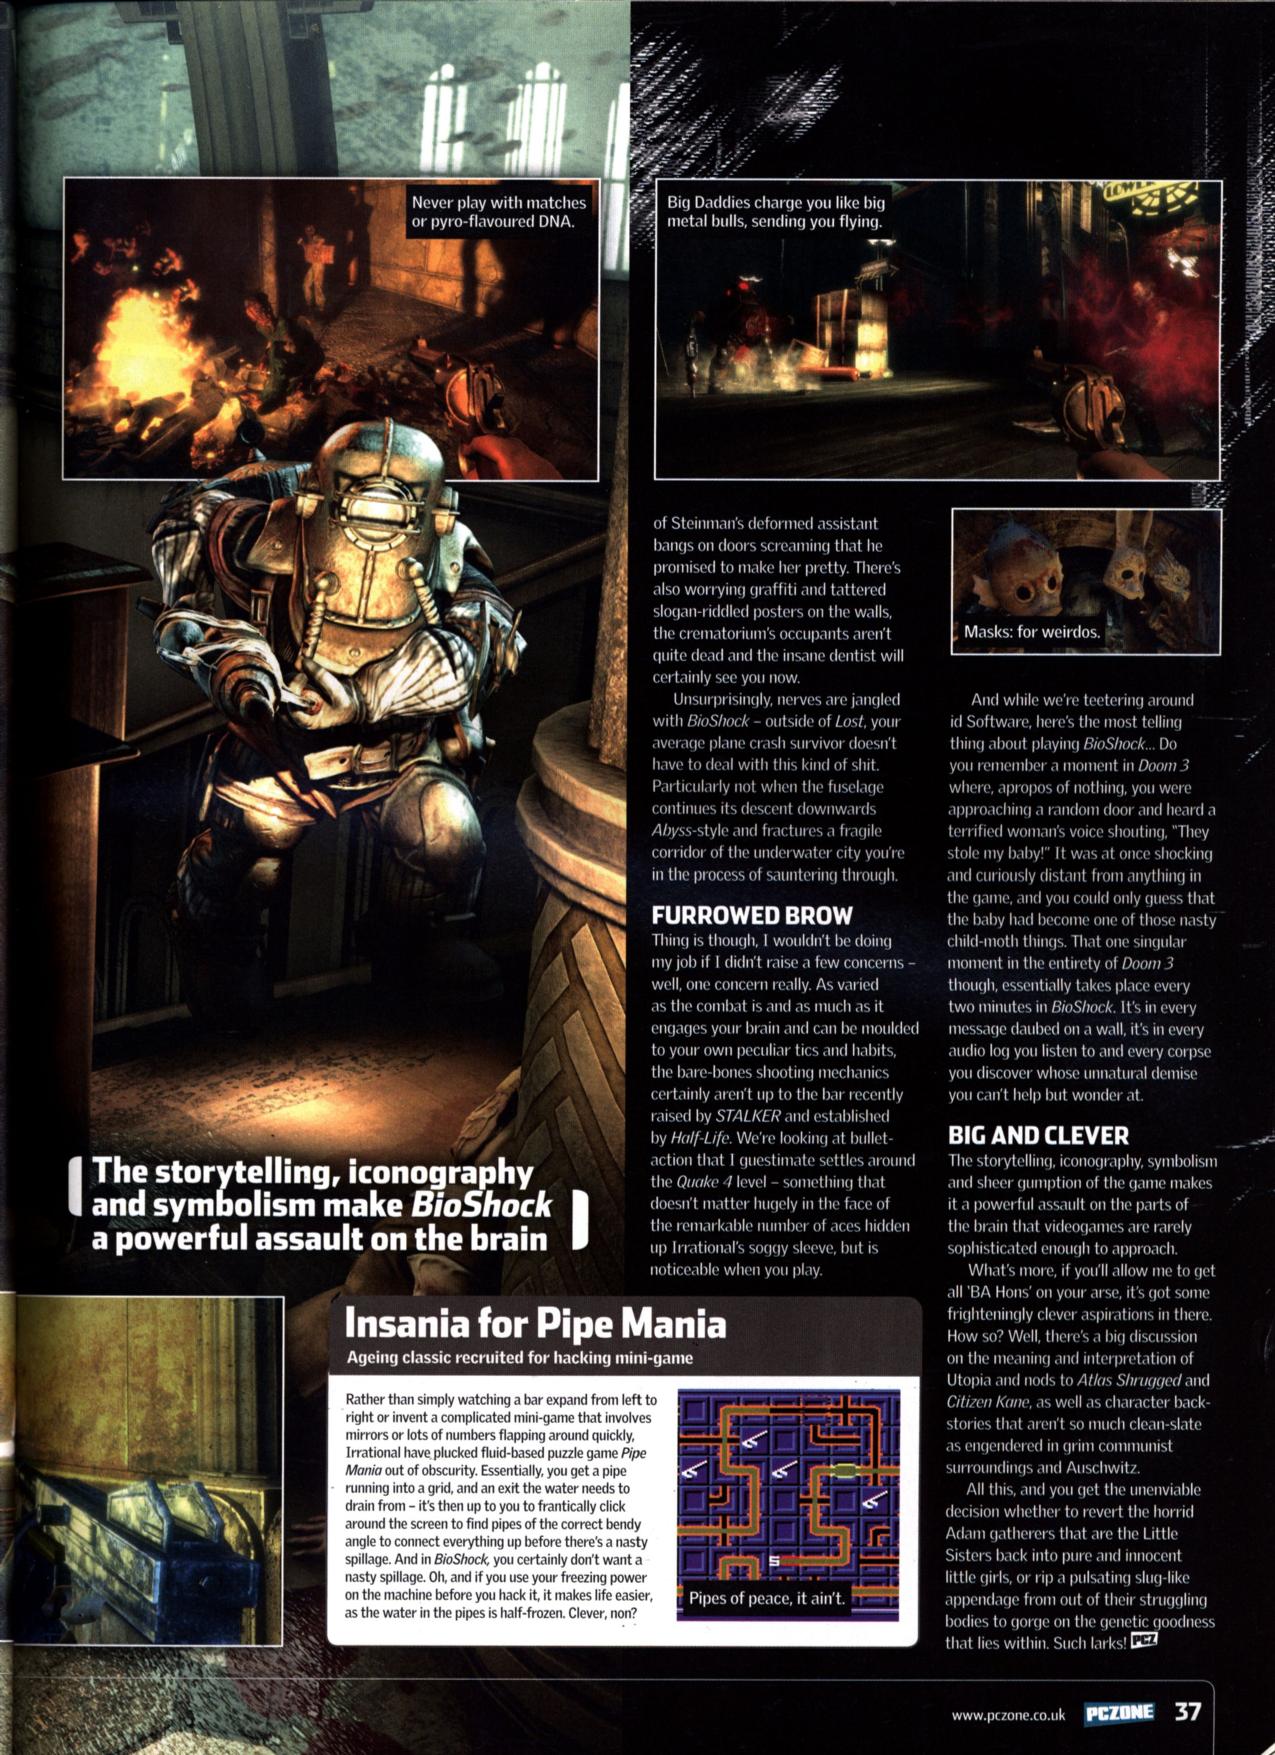 Never play with matches
or pyro-flavoured DNA.
Big Daddies charge you like big
metal bulls, sending you flying.
of Steinman's deformed assistant
bangs on doors screaming that he
promised to make her pretty. There's
also worrying graffiti and tattered
slogan-riddled posters on the walls,
the crematorium's occupants aren't
quite dead and the insane dentist will
certainly see you now.
Unsurprisingly, nerves are jangled
with BioShock – outside of Lost, your
average plane crash survivor doesn't
have to deal with this kind of shit.
Particularly not when the fuselage
continues its descent downwards
Abyss-style and fractures a fragile
corridor of the underwater city you're
in the process of sauntering through.
FURROWED BROW
Thing is though, I wouldn't be doing
my job if I didn't raise a few concerns –
well, one concern really. As varied
as the combat is and as much as it
engages your brain and can be moulded
to your own peculiar tics and habits,
the bare-bones shooting mechanics
certainly aren't up to the bar recently
raised by STALKER and established
by Half-Life. We're looking at bullet-
action that I guestimate settles around
the Quake 4 level – something that
doesn't matter hugely in the face of
the remarkable number of aces hidden
up Irrational's soggy sleeve, but is
noticeable when you play.
Masks: for weirdos.
And while we're teetering around
id Software, here's the most telling
thing about playing BioShock... Do
you remember a moment in Doom 3
where, apropos of nothing, you were
approaching a random door and heard a
terrified woman's voice shouting, "They
stole my baby!" It was at once shocking
and curiously distant from anything in
the game, and you could only guess that
the baby had become one of those nasty
child-moth things. That one singular
moment in the entirety of Doom 3
though, essentially takes place every
two minutes in BioShock. It's in every
message daubed on a wall, it's in every
audio log you listen to and every corpse
you discover whose unnatural demise
you can't help but wonder at.
BIG AND CLEVER
The storytelling, iconography, symbolism
and sheer gumption of the game makes
it a powerful assault on the parts of
the brain that videogames are rarely
sophisticated enough to approach.
What's more, if you'll allow me to get
all 'BA Hons' on your arse, it's got some
frighteningly clever aspirations in there.
How so? Well, there's a big discussion
on the meaning and interpretation of
Utopia and nods to Atlas Shrugged and
Citizen Kane, as well as character back-
stories that aren't so much clean-slate
as engendered in grim communist
surroundings and Auschwitz.
All this, and you get the unenviable
decision whether to revert the horrid
Adam gatherers that are the Little
Sisters back into pure and innocent
little girls, or rip a pulsating slug-like
appendage from out of their struggling
bodies to gorge on the genetic goodness
that lies within. Such larks! PCZ
The storytelling, iconography
and symbolism make BioShock
a powerful assault on the brain
Insania for Pipe Mania
Ageing classic recruited for hacking mini-game
Rather than simply watching a bar expand from left to
right or invent a complicated mini-game that involves
mirrors or lots of numbers flapping around quickly,
Irrational have plucked fluid-based puzzle game Pipe
Mania out of obscurity. Essentially, you get a pipe
running into a grid, and an exit the water needs to
drain from – it's then up to you to frantically click
around the screen to find pipes of the correct bendy
angle to connect everything up before there's a nasty
spillage. And in BioShock, you certainly don't want a
nasty spillage. Oh, and if you use your freezing power
on the machine before you hack it, it makes life easier,
as the water in the pipes is half-frozen. Clever, non?
S
Pipes of peace, it ain't.
www.pczone.co.uk PCZONE 37